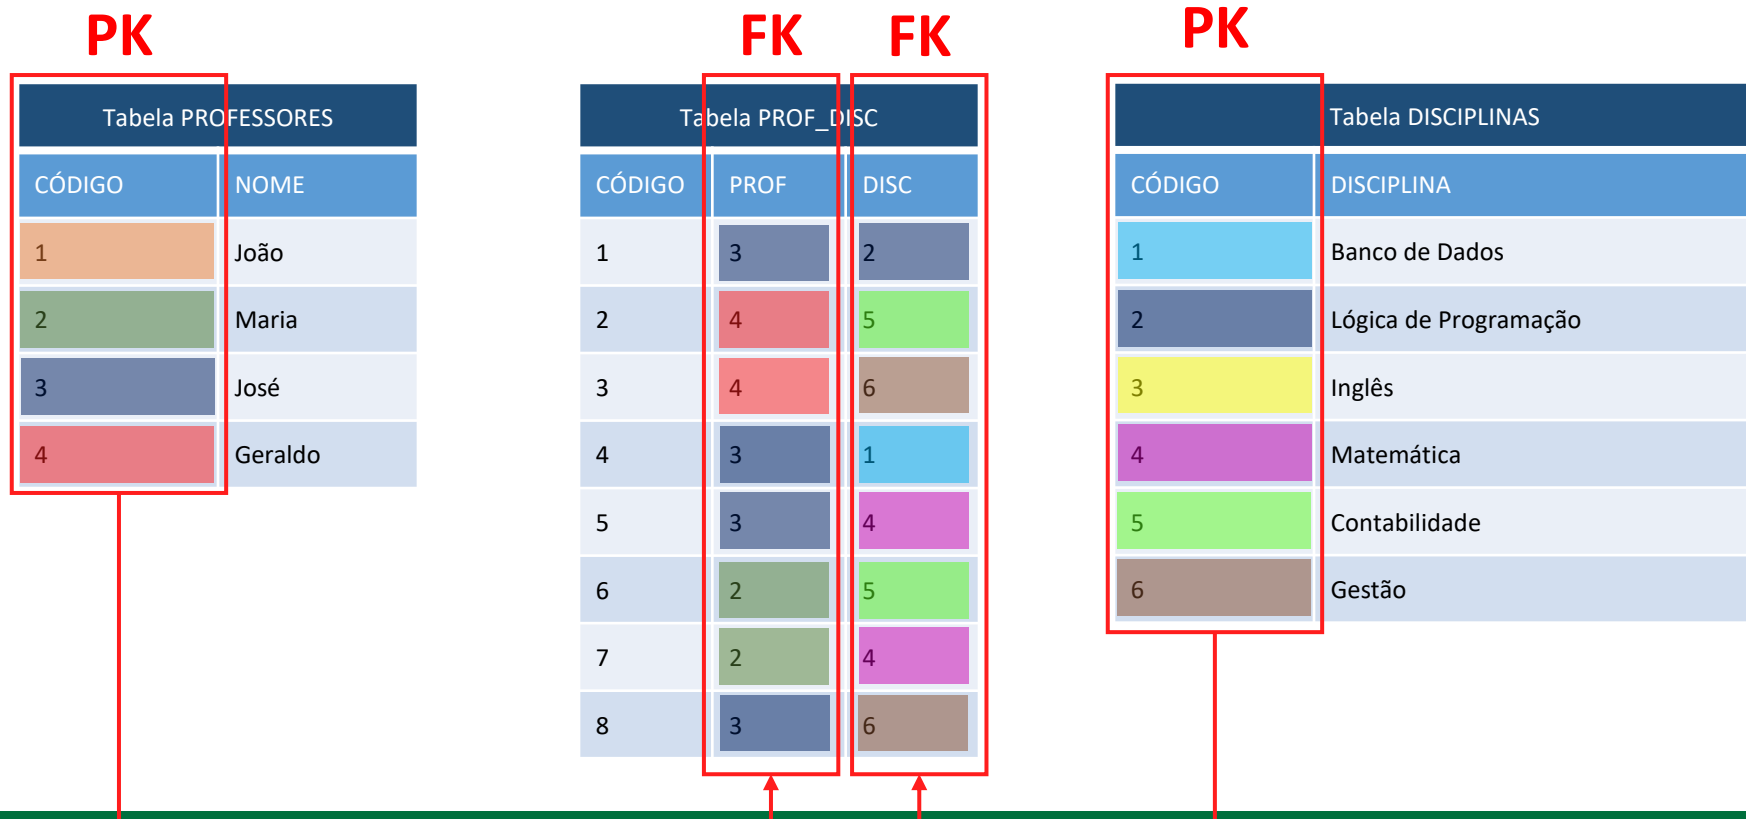 PK
FK
FK
PK
Tabela PROFESSORES
CÓDIGO NOME
1 João
2 Maria
3 José
4 Geraldo
Tabela PROF_DISC
CÓDIGO PROF DISC
1 3 2
2 4 5
3 4 6
4 3 1
5 3 4
6 2 5
7 2 4
8 3 6
Tabela DISCIPLINAS
CÓDIGO DISCIPLINA
1 Banco de Dados
2 Lógica de Programação
3 Inglês
4 Matemática
5 Contabilidade
6 Gestão